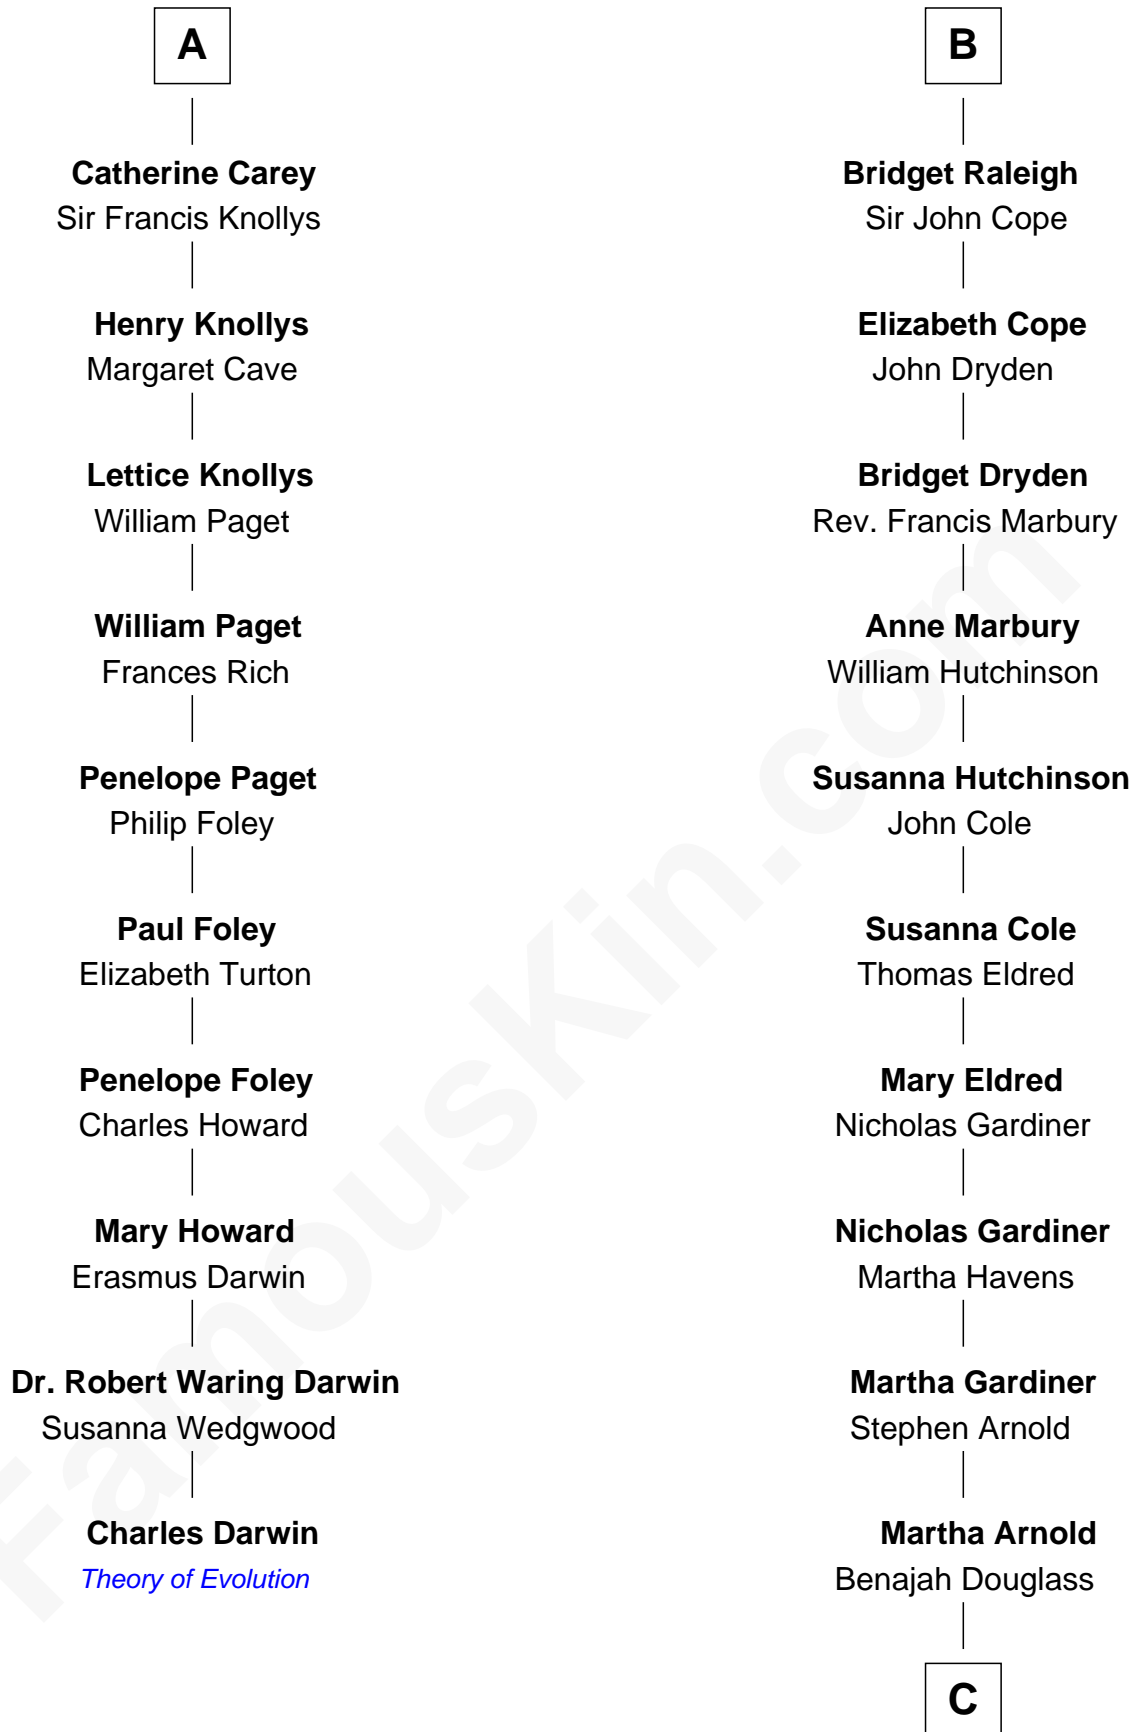 A
Catherine Carey
Sir Francis Knollys
Henry Knollys
Margaret Cave
Lettice Knollys
William Paget
William Paget
Frances Rich
Penelope Paget
Philip Foley
Paul Foley
Elizabeth Turton
Penelope Foley
Charles Howard
Mary Howard
Erasmus Darwin
Dr. Robert Waring Darwin
Susanna Wedgwood
Charles Darwin
Theory of Evolution
B
Bridget Raleigh
Sir John Cope
Elizabeth Cope
John Dryden
Bridget Dryden
Rev. Francis Marbury
Anne Marbury
William Hutchinson
Susanna Hutchinson
John Cole
Susanna Cole
Thomas Eldred
Mary Eldred
Nicholas Gardiner
Nicholas Gardiner
Martha Havens
Martha Gardiner
Stephen Arnold
Martha Arnold
Benajah Douglass
C
FamousKin.com